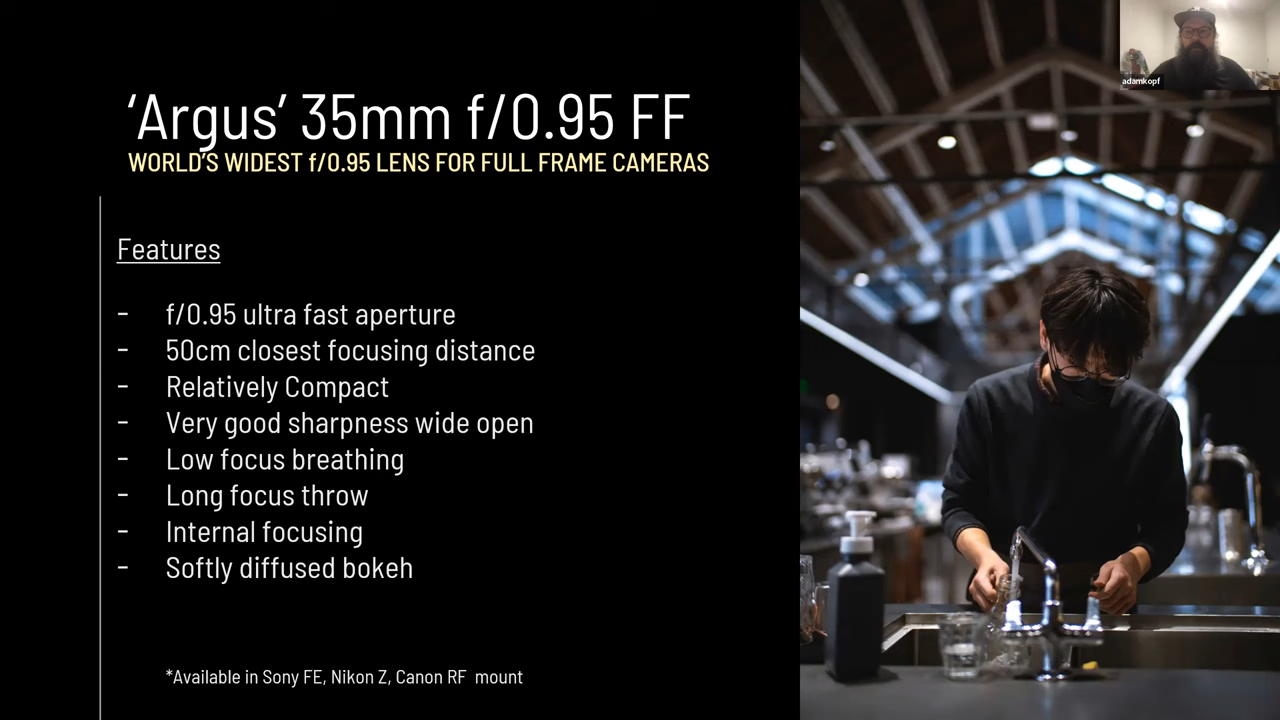 ‘Argus’ 35mm f/0.95 FF
WORLD’S WIDEST f/0.95 LENS FOR FULL FRAME CAMERAS
Features
- f/0.95 ultra fast aperture
- 50cm closest focusing distance
- Relatively Compact
- Very good sharpness wide open
- Low focus breathing
- Long focus throw
- Internal focusing
- Softly diffused bokeh
*Available in Sony FE, Nikon Z, Canon RF  mount
adamkopf